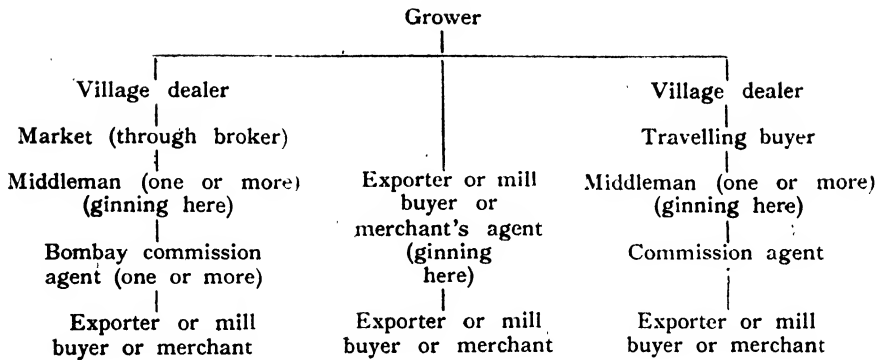 Grower
Village dealer
Market (through broker)
Middleman (one or more)
(ginning here)
Bombay commission
agent (one or more)
Exporter or mill
buyer or merchant
Exporter or mill
buyer or
merchant's agent
(ginning
here)
Exporter or mill
buyer or merchant
Village dealer
Travelling buyer
Middleman (one or more)
(ginning here)
Commission agent
Exporter or mill
buyer or merchant